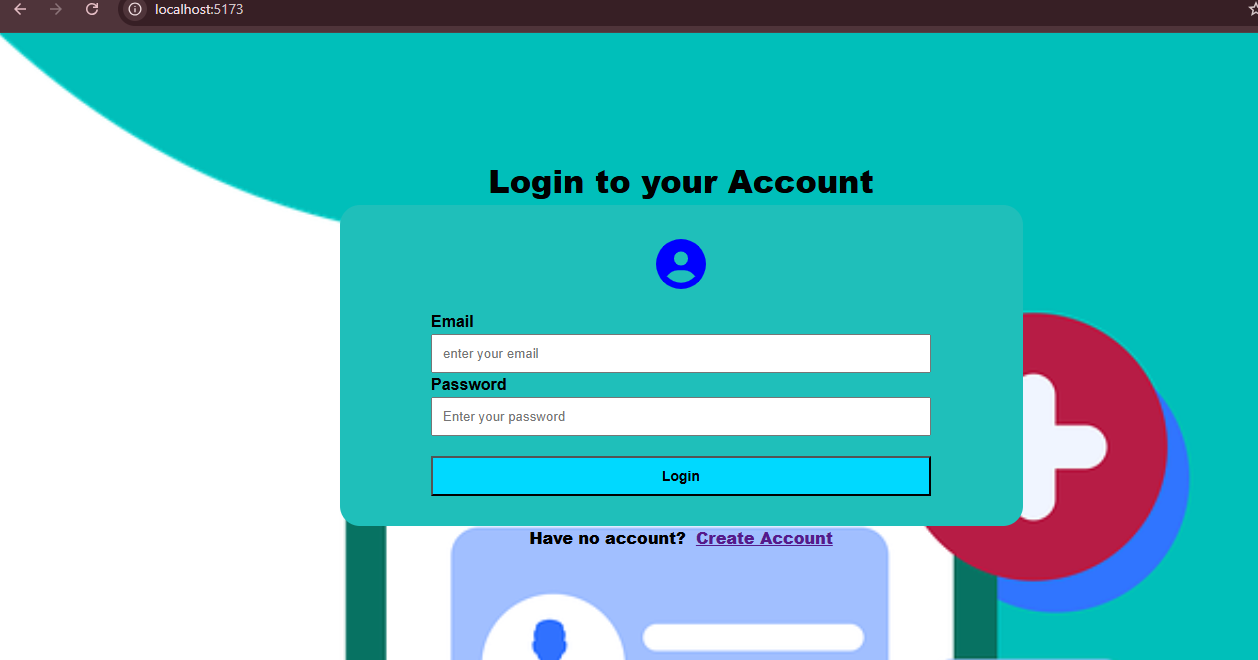 localhost:5173
Login to your Account
Email
enter your email
Password
Enter your password
Login
Have no account? Create Account